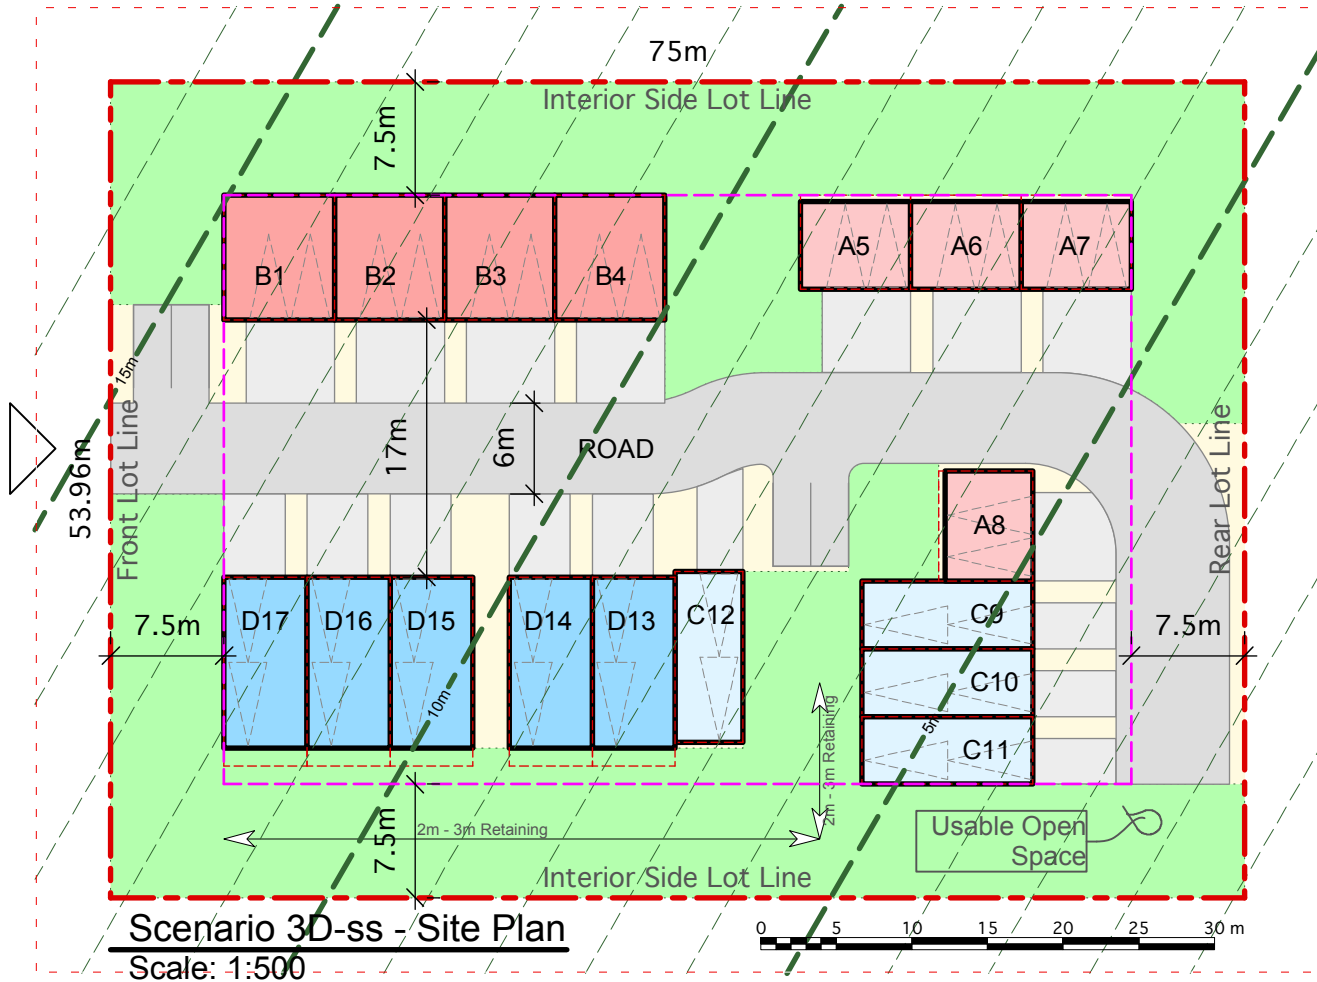 75m
Interior Side Lot Line
7.5m
B1
B2
B3
B4
A5
A6
A7
15m
53.96m
Front Lot Line
17m
6m
ROAD
Rear Lot Line
A8
7.5m
D17
D16
D15
D14
D13
C12
C9
C10
C11
7.5m
10m
5m
2m - 3m Retaining
2m - 3m Retaining
7.5m
Usable Open
Space
Interior Side Lot Line
Scenario 3D-ss - Site Plan
Scale: 1:500
0 5 10 15 20 25 30 m